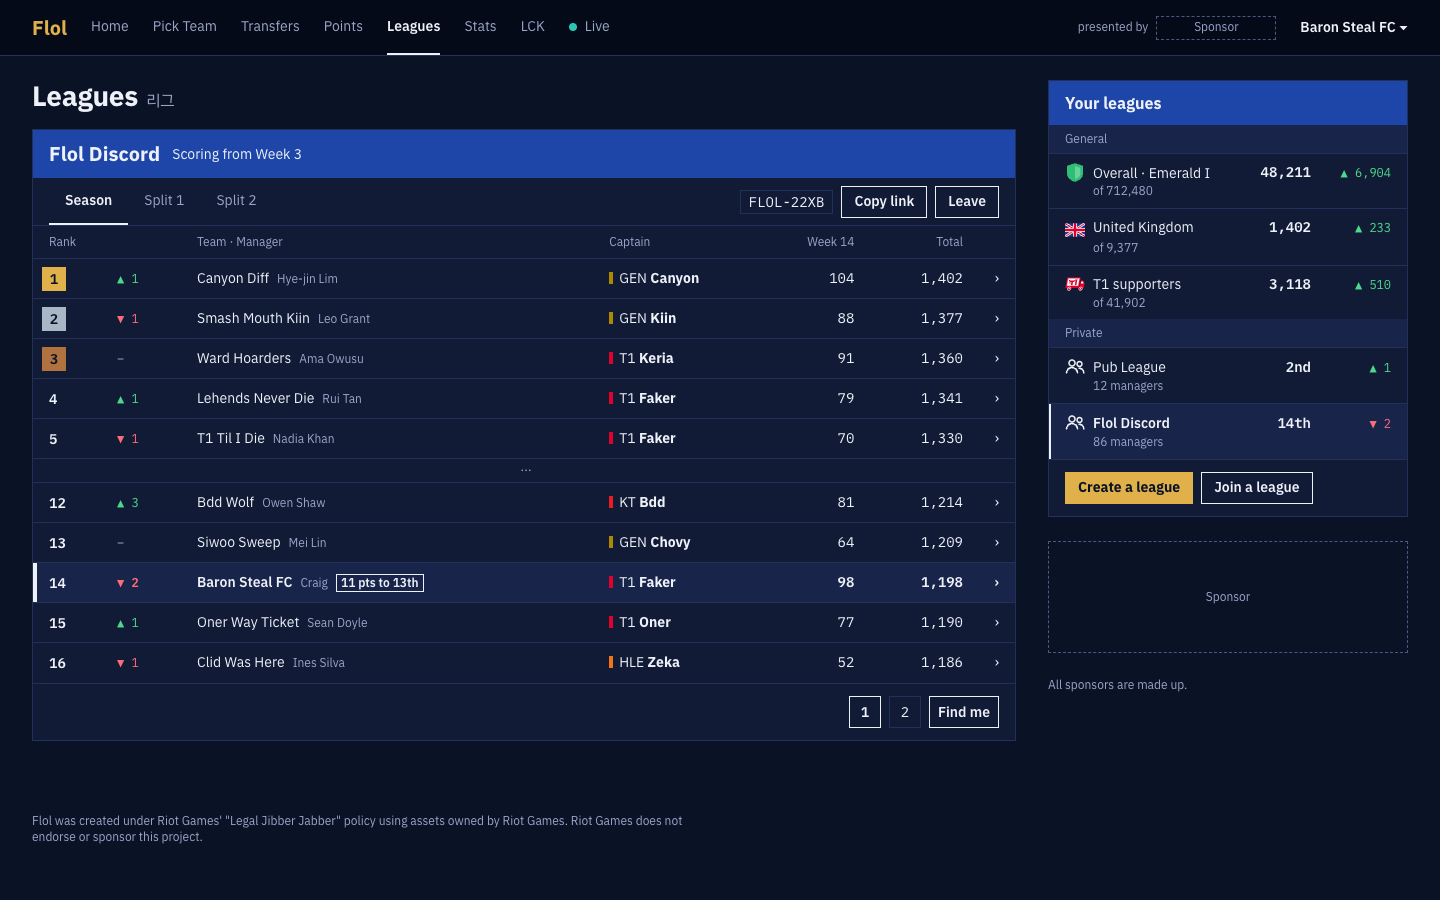 Flol Home Pick Team Transfers Points Leagues Stats LCK Live presented by Sponsor Baron Steal FC
Leagues 리그
Flol Discord Scoring from Week 3
Season Split 1 Split 2 FLOL-22XB Copy link Leave
Rank Team · Manager Captain Week 14 Total
1 ▲ 1 Canyon Diff Hye-jin Lim GEN Canyon 104 1,402 ›
2 ▼ 1 Smash Mouth Kiin Leo Grant GEN Kiin 88 1,377 ›
3 – Ward Hoarders Ama Owusu T1 Keria 91 1,360 ›
4 ▲ 1 Lehends Never Die Rui Tan T1 Faker 79 1,341 ›
5 ▼ 1 T1 Til I Die Nadia Khan T1 Faker 70 1,330 ›
...
12 ▲ 3 Bdd Wolf Owen Shaw KT Bdd 81 1,214 ›
13 – Siwoo Sweep Mei Lin GEN Chovy 64 1,209 ›
14 ▼ 2 Baron Steal FC Craig 11 pts to 13th T1 Faker 98 1,198 ›
15 ▲ 1 Oner Way Ticket Sean Doyle T1 Oner 77 1,190 ›
16 ▼ 1 Clid Was Here Ines Silva HLE Zeka 52 1,186 ›
1 2 Find me
Your leagues
General
Overall · Emerald I 48,211 ▲ 6,904
of 712,480
United Kingdom 1,402 ▲ 233
of 9,377
T1 supporters 3,118 ▲ 510
of 41,902
Private
Pub League 2nd ▲ 1
12 managers
Flol Discord 14th ▼ 2
86 managers
Create a league Join a league
Sponsor
All sponsors are made up.
Flol was created under Riot Games' "Legal Jibber Jabber" policy using assets owned by Riot Games. Riot Games does not
endorse or sponsor this project.